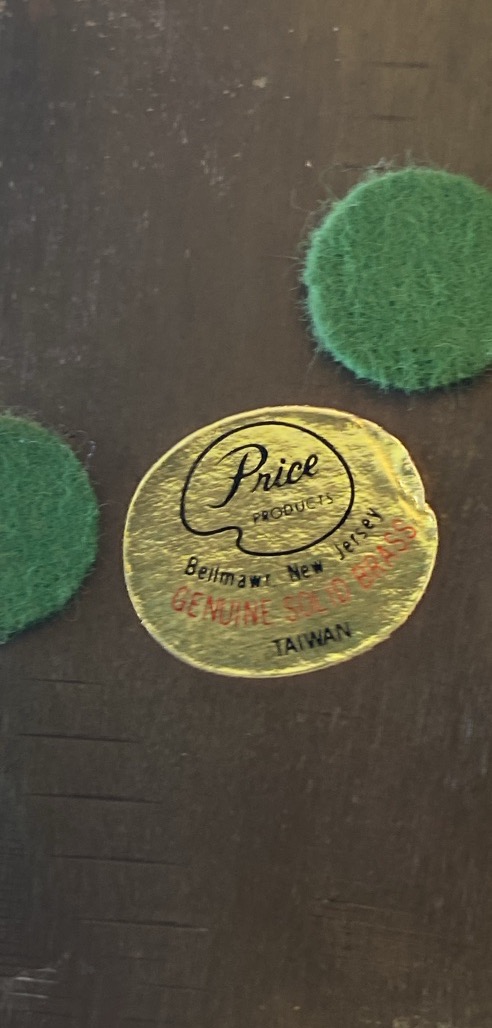 Price
PRODUCTS
Bellmawr, New Jersey
GENUINE SOLID BRASS
TAIWAN